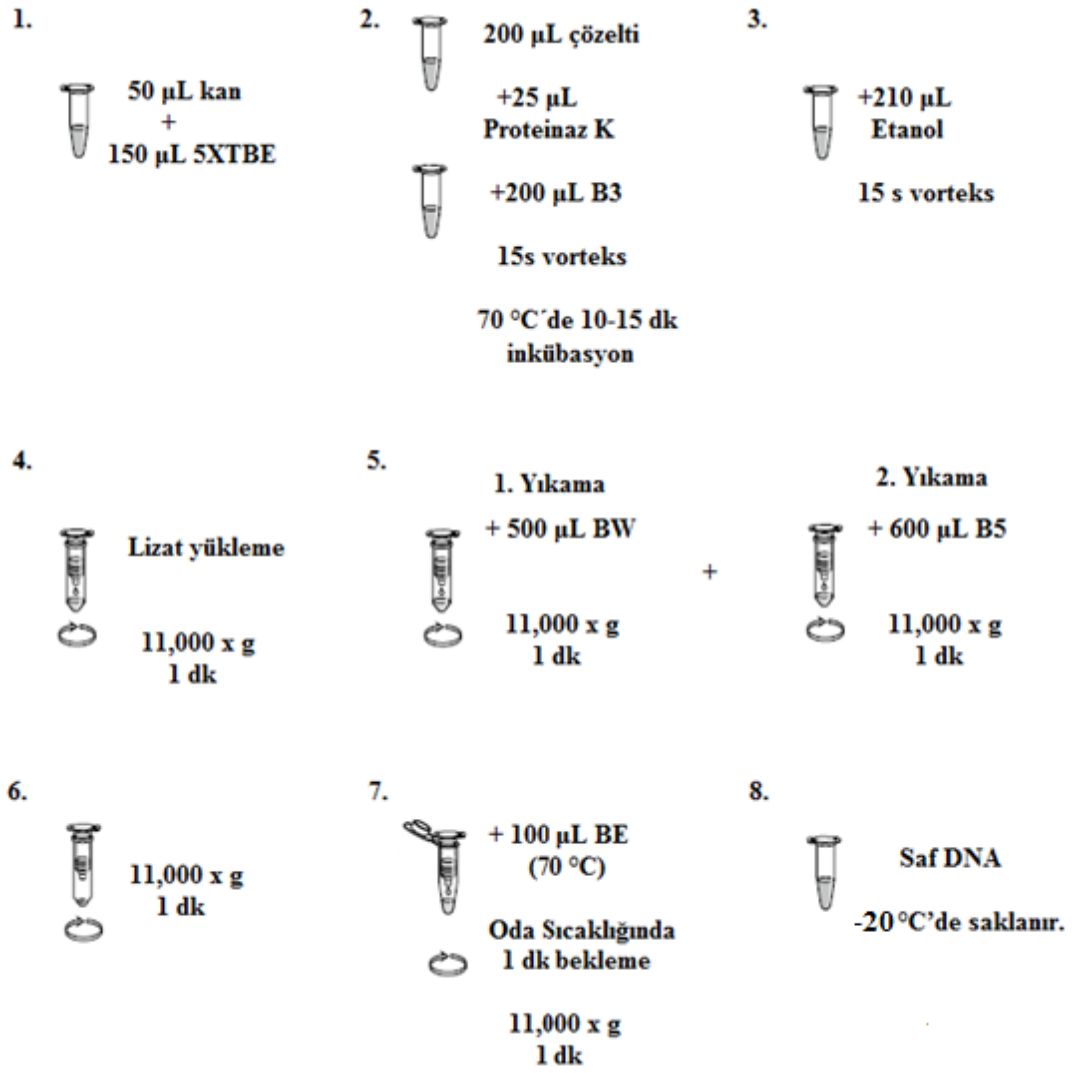 1.
50 µL kan
+
150 µL 5XTBE
2.
200 µL çözelti
+25 µL
Proteinaz K
+200 µL B3
15s vorteks
70 °C´de 10-15 dk
inkübasyon
3.
+210 µL
Etanol
15 s vorteks
4.
Lizat yükleme
11,000 x g
1 dk
5.
1. Yıkama
+ 500 µL BW
11,000 x g
1 dk
+
2. Yıkama
+ 600 µL B5
11,000 x g
1 dk
6.
11,000 x g
1 dk
7.
+ 100 µL BE
(70 °C)
Oda Sıcaklığında
1 dk bekleme
11,000 x g
1 dk
8.
Saf DNA
-20 °C’de saklanır.